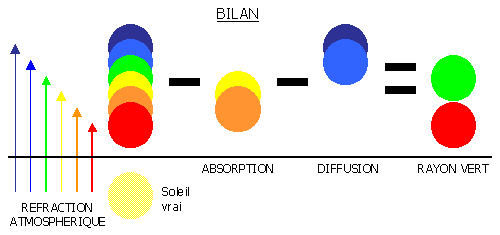 BILAN
ABSORPTION
DIFFUSION
RAYON VERT
REFRACTION
ATMOSPHERIQUE
Soleil
vrai